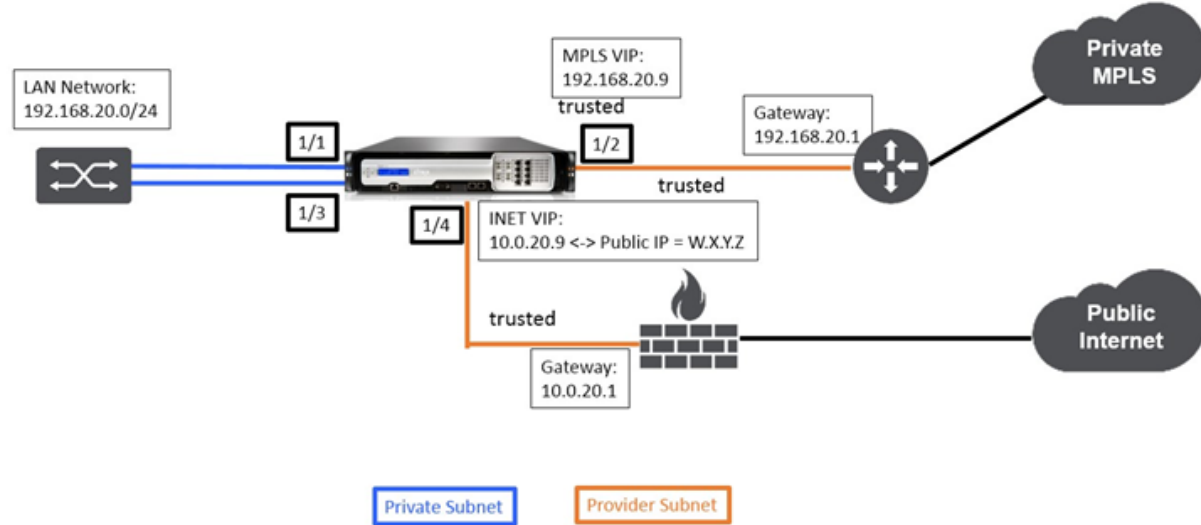 LAN Network:
192.168.20.0/24
1/1
1/3
MPLS VIP:
192.168.20.9
trusted
1/2
trusted
Gateway:
192.168.20.1
Private
MPLS
1/4
INET VIP:
10.0.20.9 <-> Public IP = W.X.Y.Z
trusted
Gateway:
10.0.20.1
Public
Internet
Private Subnet
Provider Subnet